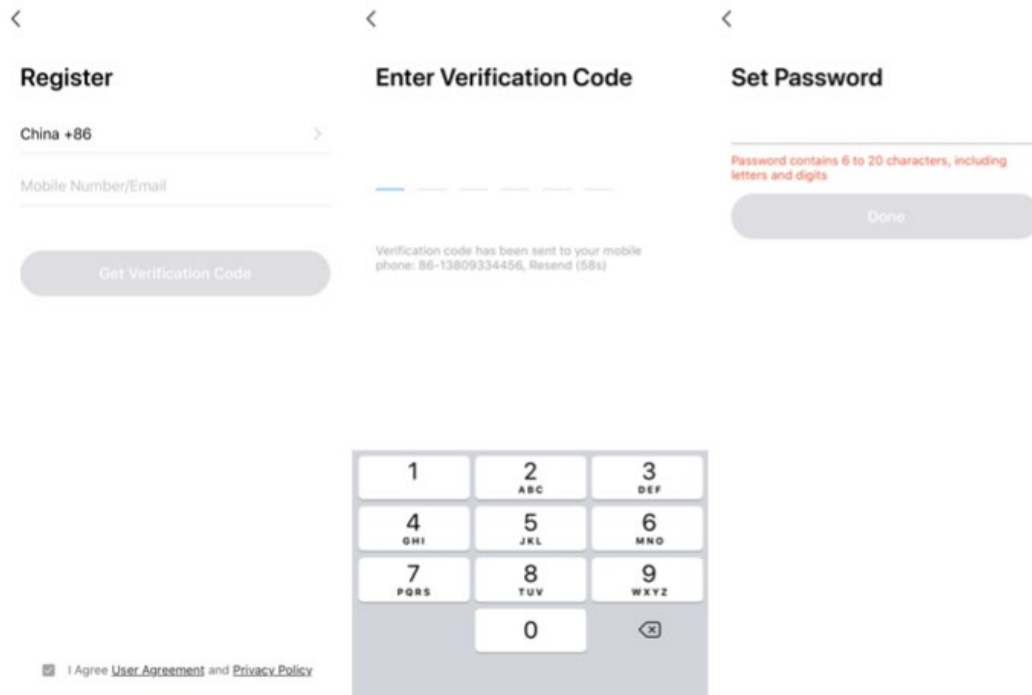 Register
China +86
Mobile Number/Email
Get Verification Code
I Agree User Agreement and Privacy Policy
Enter Verification Code
Verification code has been sent to your mobile
phone: 86-13809334456, Resend (58s)
1
2
ABC
3
DEF
4
GHI
5
JKL
6
MNO
7
PQRS
8
TUV
9
WXYZ
0
Set Password
Password contains 6 to 20 characters, including
letters and digits
Done